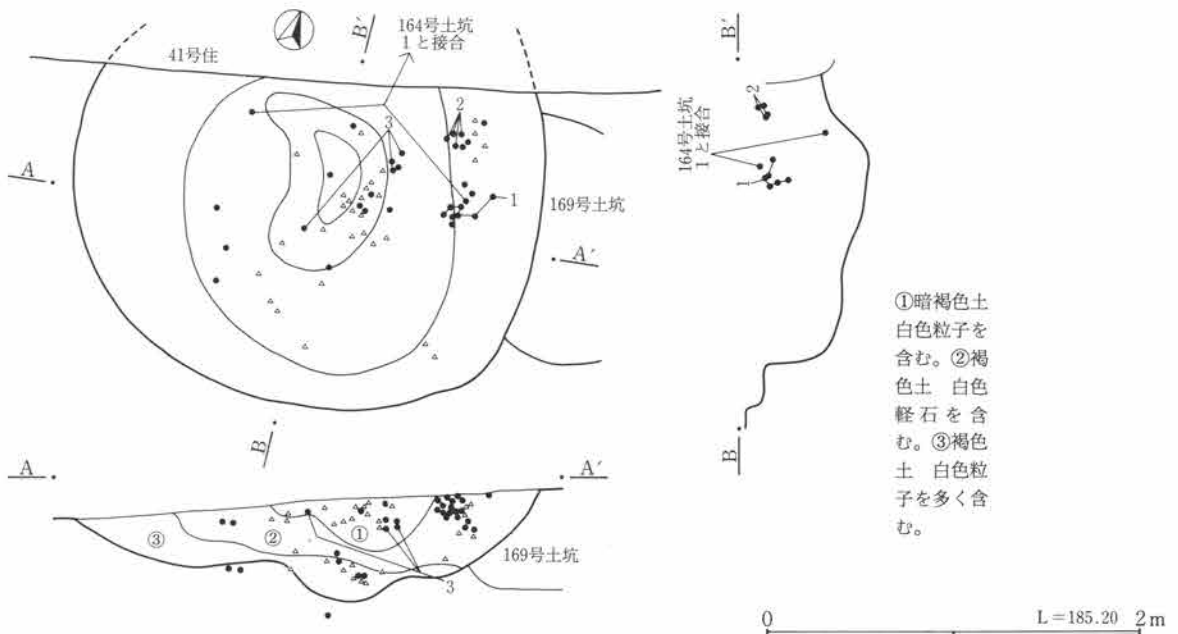 B′
164号土坑
1と接合
41号住
2
3
A
1
169号土坑
A′
B
B′
2
164号土坑
1と接合
1
B
①暗褐色土
白色粒子を
含む。②褐
色土 白色
軽石を含
む。③褐色
土 白色粒
子を多く含
む。
A
A′
③
②
①
169号土坑
3
0
L=185.20
2m